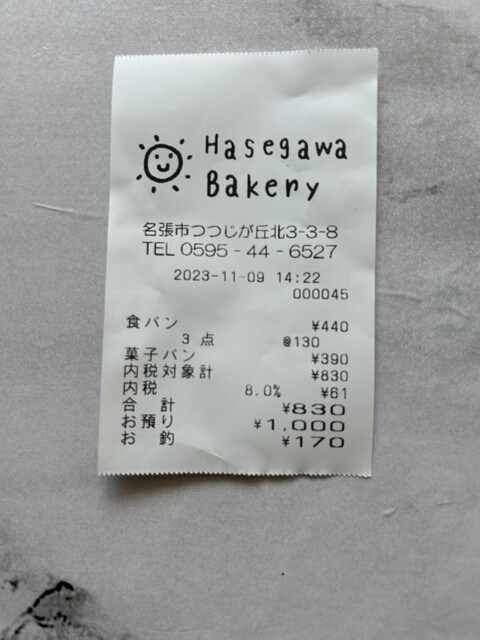 Hasegawa
Bakery
名張市つつじが丘北3-3-8
TEL 0595-44-6527
2023-11-09 14:22
000045
食パン ¥440
3点 @130
菓子パン ¥390
内税対象計 ¥830
内税 8.0% ¥61
合計 ¥830
お預り ¥1,000
お釣 ¥170